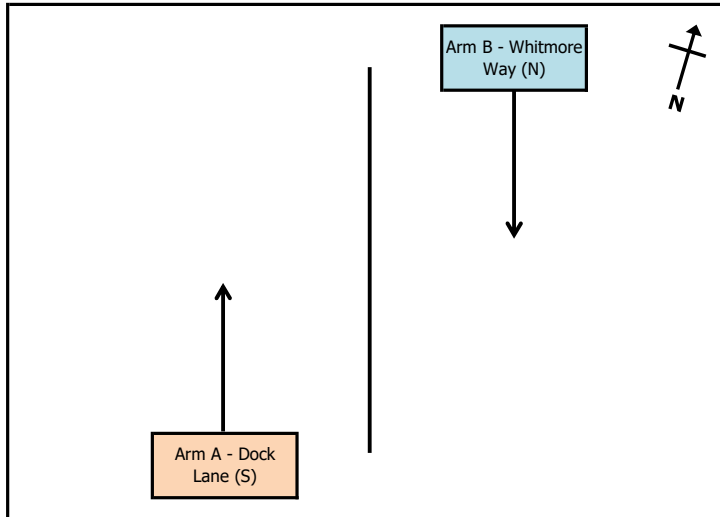 Arm B - Whitmore
Way (N)
N
Arm A - Dock
Lane (S)